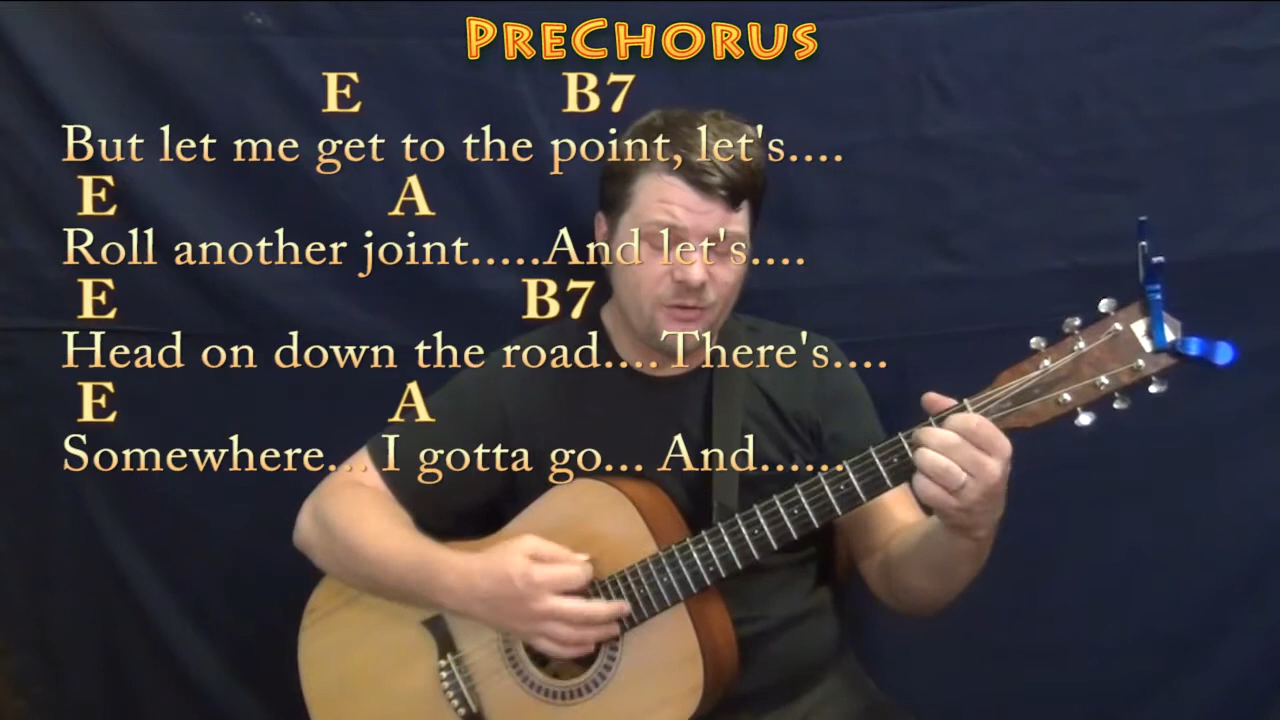 PreChorus
E B7
But let me get to the point, let's....
E A
Roll another joint.....And let's....
E B7
Head on down the road....There's....
E A
Somewhere... I gotta go... And......